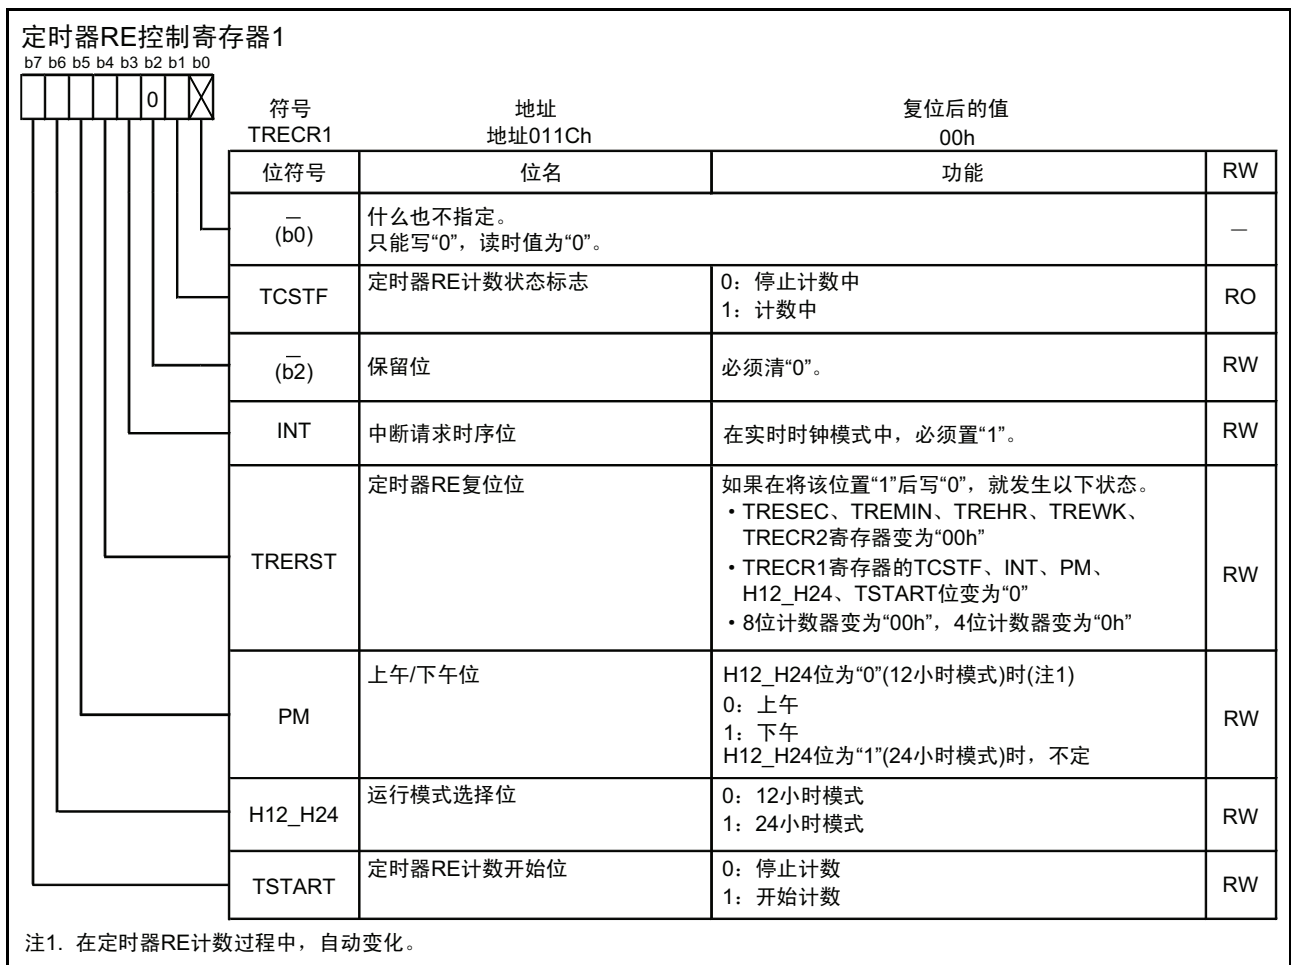 定时器RE控制寄存器1
b7 b6 b5 b4 b3 b2 b1 b0
0
符号 地址 复位后的值
TRECR1 地址011Ch 00h
位符号 位名 功能 RW
—
(b0)
什么也不指定。
只能写“0”，读时值为“0”。
—
TCSTF
定时器RE计数状态标志
0：停止计数中
1：计数中
RO
—
(b2)
保留位
必须清“0”。
RW
INT
中断请求时序位
在实时时钟模式中，必须置“1”。
RW
TRERST
定时器RE复位位
如果在将该位置“1”后写“0”，就发生以下状态。
・TRESEC、TREMIN、TREHR、TREWK、
TRECR2寄存器变为“00h”
・TRECR1寄存器的TCSTF、INT、PM、
H12_H24、TSTART位变为“0”
・8位计数器变为“00h”，4位计数器变为“0h”
RW
PM
上午/下午位
H12_H24位为“0”(12小时模式)时(注1)
0：上午
1：下午
H12_H24位为“1”(24小时模式)时，不定
RW
H12_H24
运行模式选择位
0：12小时模式
1：24小时模式
RW
TSTART
定时器RE计数开始位
0：停止计数
1：开始计数
RW
注1. 在定时器RE计数过程中，自动变化。